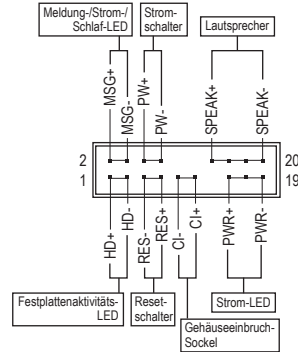 Meldung-/Strom-/
Schlaf-LED
Strom-
schalter
Lautsprecher
MSG+
MSG-
PW+
PW-
SPEAK+
SPEAK-
2
20
1
19
HD+
HD-
RES-
RES+
CI-
CI+
PWR+
PWR-
Festplattenaktivitäts-
LED
Reset-
schalter
Strom-LED
Gehäuseeinbruch-
Sockel